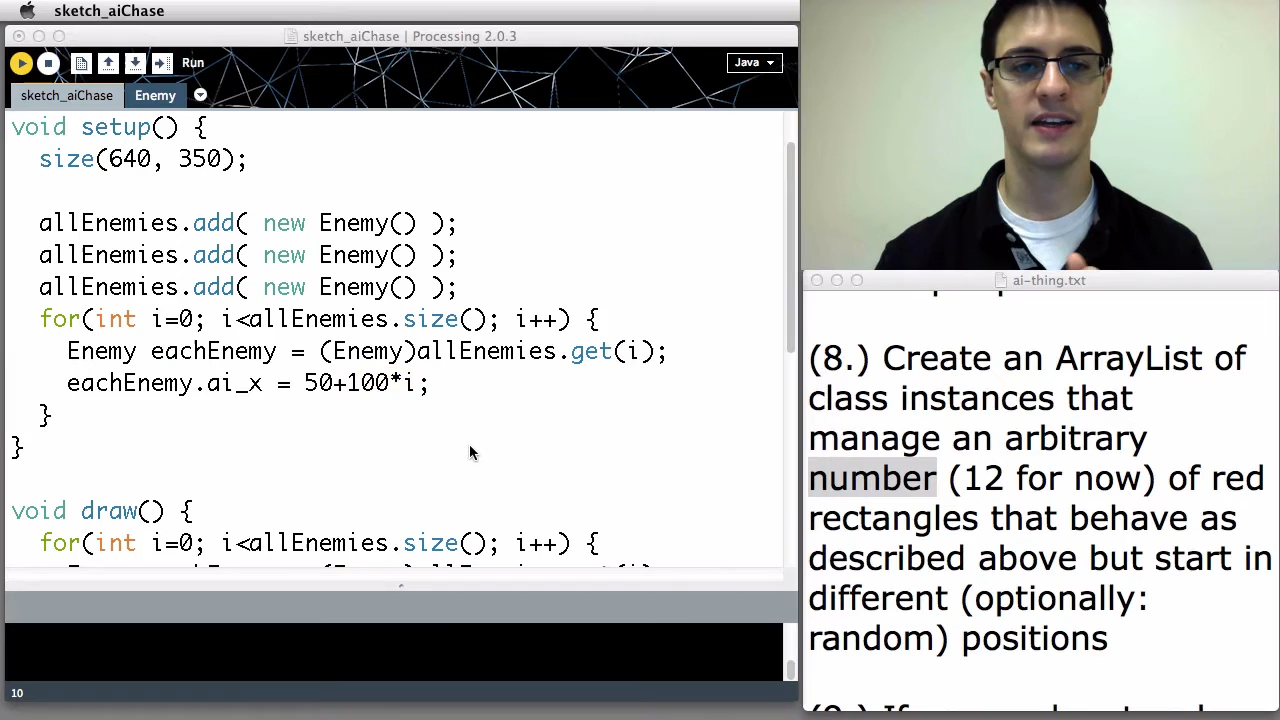 sketch_aiChase
sketch_aiChase | Processing 2.0.3
Run
Java
sketch_aiChase
Enemy
void setup() {
size(640, 350);
allEnemies.add( new Enemy() );
allEnemies.add( new Enemy() );
allEnemies.add( new Enemy() );
for(int i=0; i<allEnemies.size(); i++) {
Enemy eachEnemy = (Enemy)allEnemies.get(i);
eachEnemy.ai_x = 50+100*i;
}
}
void draw() {
for(int i=0; i<allEnemies.size(); i++) {
10
ai-thing.txt
(8.) Create an ArrayList of
class instances that
manage an arbitrary
number (12 for now) of red
rectangles that behave as
described above but start in
different (optionally:
random) positions